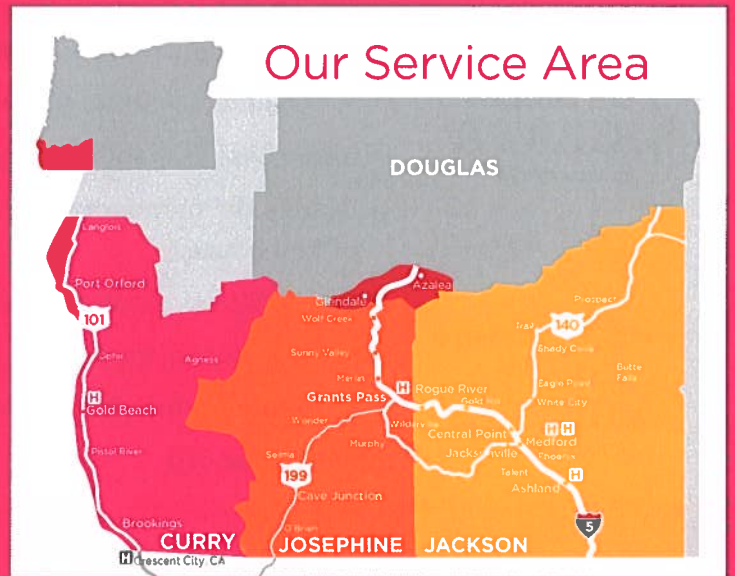 Our Service Area
DOUGLAS
Langlois
Port Orford
Azalea
Glendale
Prospect
101
Wolf Creek
Trail
140
Ophir
Agness
Sunny Valley
Shady Cove
Butte
Falls
Merlin
Eagle Point
H
Grants Pass
H
Rogue River
Gold Hill
White City
Gold Beach
Wonder
Wilderville
Central Point
H H
Murphy
Medford
Pistol River
Selma
Jacksonville
Phoenix
199
Talent
H
Ashland
Cave Junction
Brookings
O'Brien
5
CURRY
JOSEPHINE
JACKSON
H
Crescent City, CA